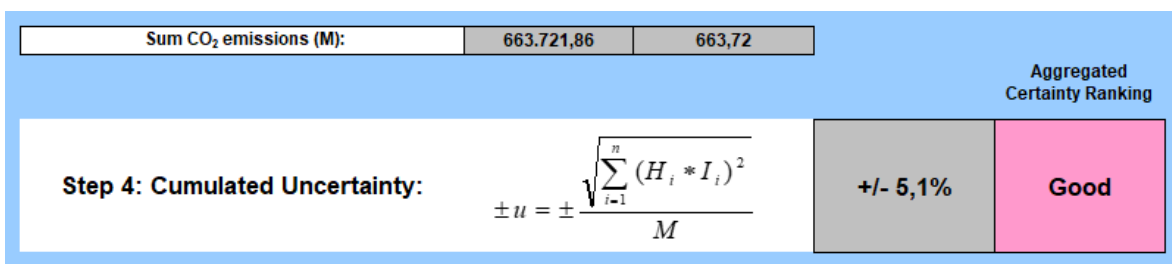 Sum CO₂ emissions (M): 663.721,86 663,72
Aggregated
Certainty Ranking
Step 4: Cumulated Uncertainty: ± u = ± √(∑_{i=1}^{n} (H_i * I_i)²) / M +/- 5,1% Good